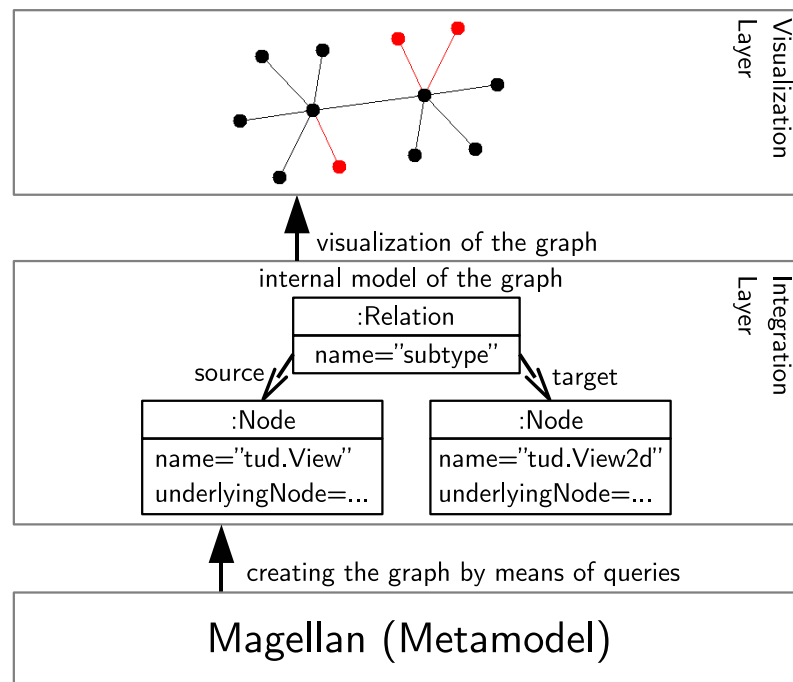 Visualization
Layer
visualization of the graph
internal model of the graph
Integration
Layer
:Relation
name="subtype"
source
target
:Node
name="tud.View"
underlyingNode=...
:Node
name="tud.View2d"
underlyingNode=...
creating the graph by means of queries
Magellan (Metamodel)